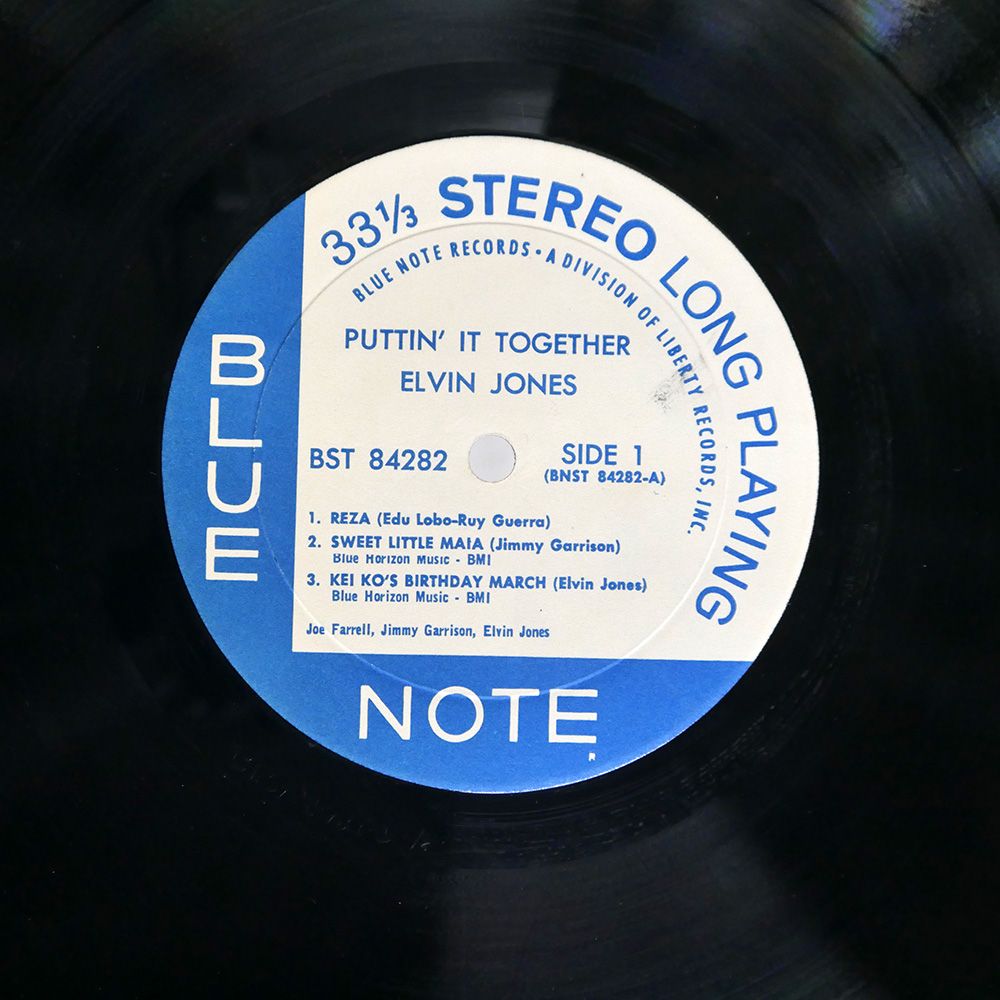 33⅓ STEREO LONG PLAYING
BLUE NOTE RECORDS • A DIVISION OF LIBERTY RECORDS, INC.
PUTTIN' IT TOGETHER
ELVIN JONES
BST 84282
SIDE 1
(BNST 84282-A)
1. REZA (Edu Lobo-Ruy Guerra)
2. SWEET LITTLE MAIA (Jimmy Garrison)
Blue Horizon Music - BMI
3. KEI KO'S BIRTHDAY MARCH (Elvin Jones)
Blue Horizon Music - BMI
Joe Farrell, Jimmy Garrison, Elvin Jones
BLUE
NOTE